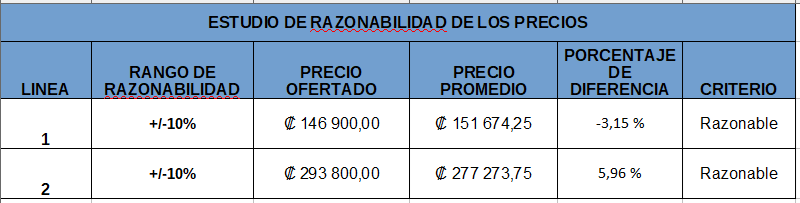 ESTUDIO DE RAZONABILIDAD DE LOS PRECIOS
LINEA
RANGO DE
RAZONABILIDAD
PRECIO
OFERTADO
PRECIO
PROMEDIO
PORCENTAJE
DE
DIFERENCIA
CRITERIO
1 +/-10% ₡ 146 900,00 ₡ 151 674,25 -3,15 % Razonable
2 +/-10% ₡ 293 800,00 ₡ 277 273,75 5,96 % Razonable